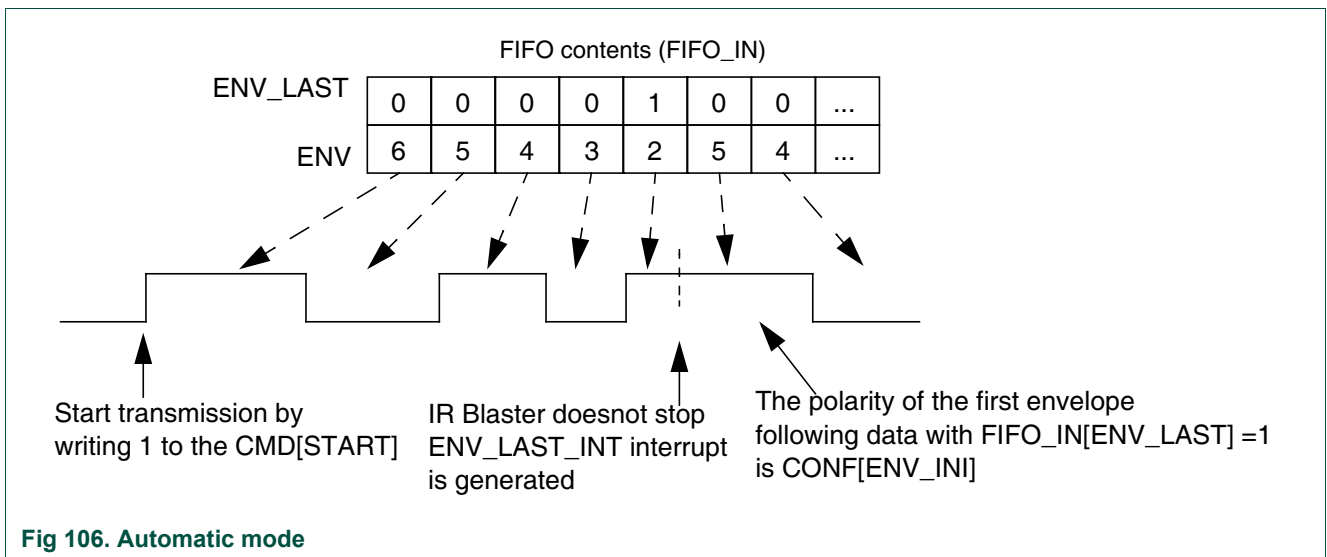 FIFO contents (FIFO_IN)
ENV_LAST 0 0 0 0 1 0 0 ...
ENV 6 5 4 3 2 5 4 ...
Start transmission by
writing 1 to the CMD[START]
IR Blaster doesnot stop
ENV_LAST_INT interrupt
is generated
The polarity of the first envelope
following data with FIFO_IN[ENV_LAST] =1
is CONF[ENV_INI]
Fig 106. Automatic mode